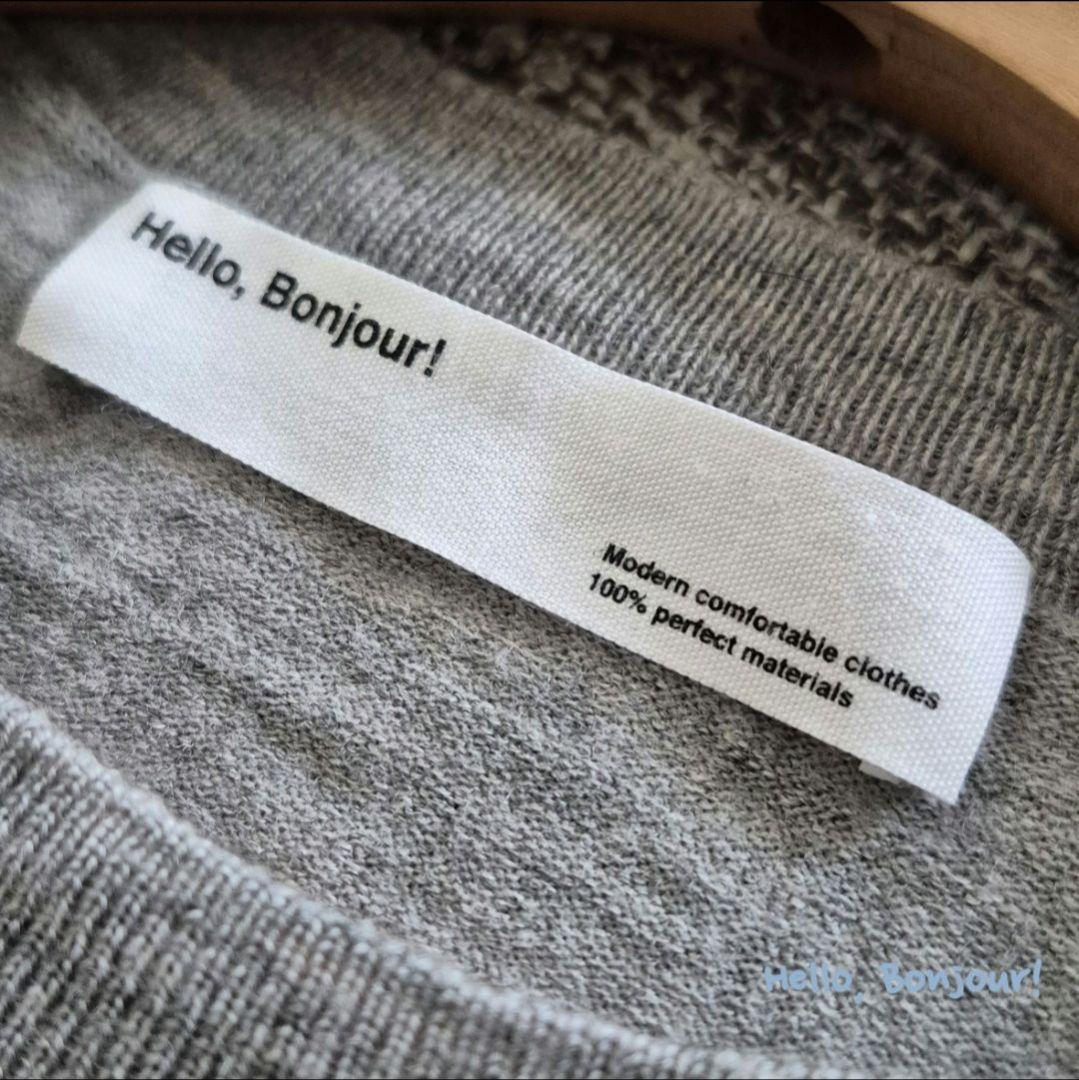 Hello, Bonjour!
Modern comfortable clothes
100% perfect materials
Hello, Bonjour!